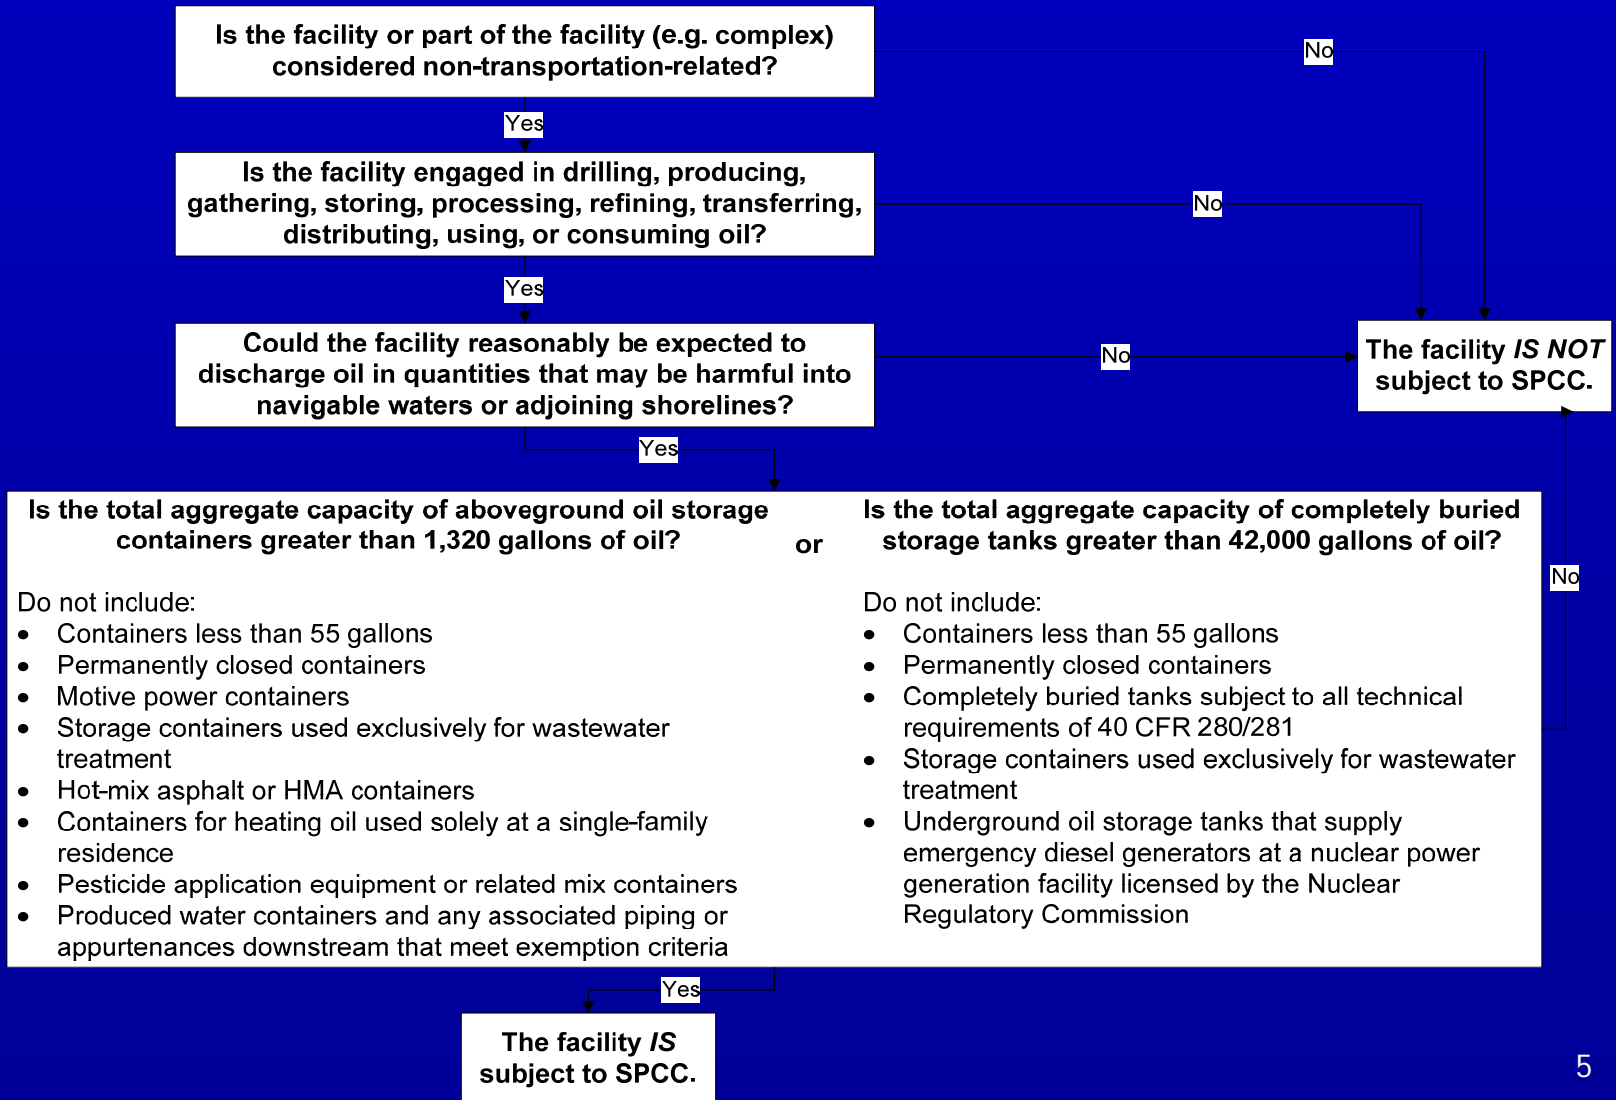 Is the facility or part of the facility (e.g. complex)
considered non-transportation-related?
No
Yes
Is the facility engaged in drilling, producing,
gathering, storing, processing, refining, transferring,
distributing, using, or consuming oil?
No
Yes
Could the facility reasonably be expected to
discharge oil in quantities that may be harmful into
navigable waters or adjoining shorelines?
No
The facility IS NOT
subject to SPCC.
Yes
Is the total aggregate capacity of aboveground oil storage
containers greater than 1,320 gallons of oil?
Do not include:
• Containers less than 55 gallons
• Permanently closed containers
• Motive power containers
• Storage containers used exclusively for wastewater
treatment
• Hot-mix asphalt or HMA containers
• Containers for heating oil used solely at a single-family
residence
• Pesticide application equipment or related mix containers
• Produced water containers and any associated piping or
appurtenances downstream that meet exemption criteria
or
Is the total aggregate capacity of completely buried
storage tanks greater than 42,000 gallons of oil?
Do not include:
• Containers less than 55 gallons
• Permanently closed containers
• Completely buried tanks subject to all technical
requirements of 40 CFR 280/281
• Storage containers used exclusively for wastewater
treatment
• Underground oil storage tanks that supply
emergency diesel generators at a nuclear power
generation facility licensed by the Nuclear
Regulatory Commission
No
Yes
The facility IS
subject to SPCC.
5